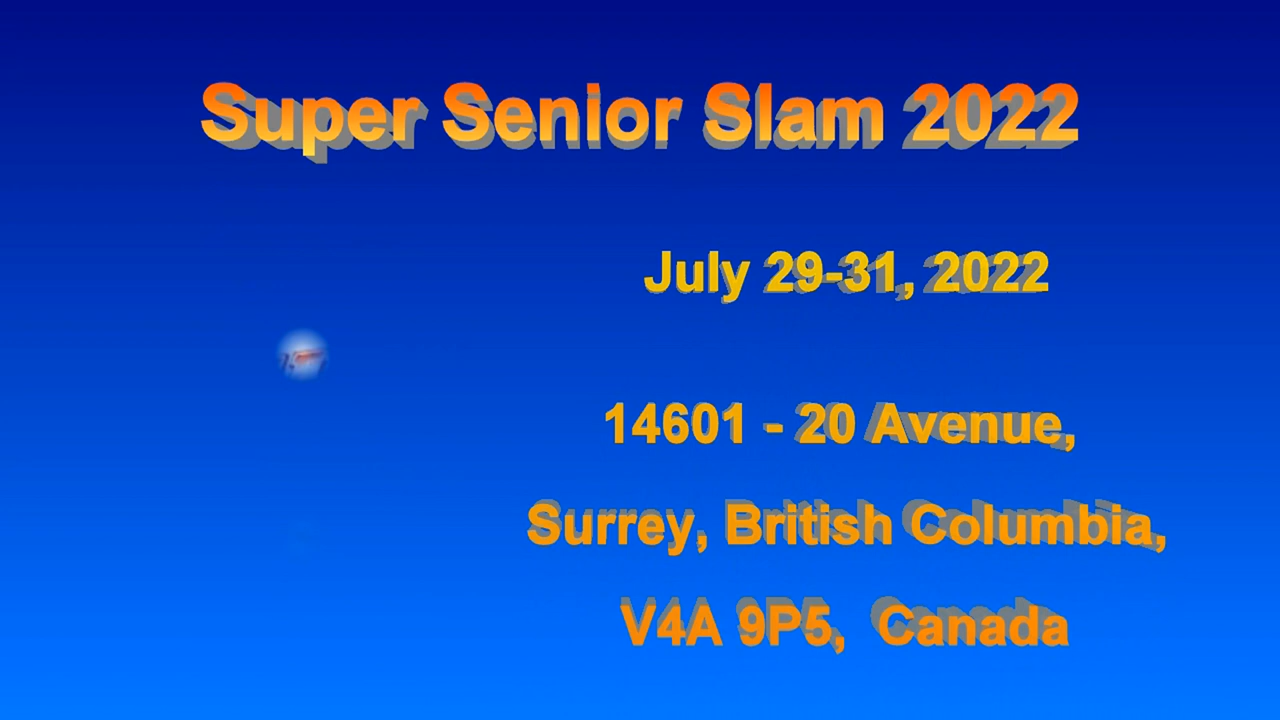 Super Senior Slam 2022
July 29-31, 2022
14601 - 20 Avenue,
Surrey, British Columbia,
V4A 9P5, Canada